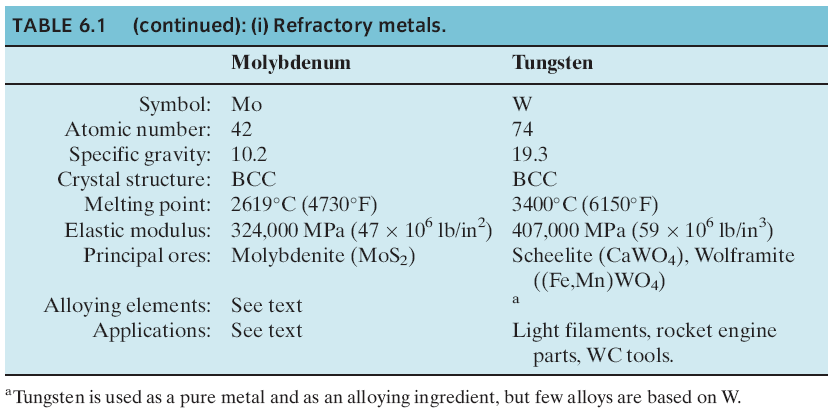 TABLE 6.1 (continued): (i) Refractory metals.
Molybdenum Tungsten
Symbol: Mo W
Atomic number: 42 74
Specific gravity: 10.2 19.3
Crystal structure: BCC BCC
Melting point: 2619°C (4730°F) 3400°C (6150°F)
Elastic modulus: 324,000 MPa (47 × 10⁶ lb/in²) 407,000 MPa (59 × 10⁶ lb/in³)
Principal ores: Molybdenite (MoS₂) Scheelite (CaWO₄), Wolframite
((Fe,Mn)WO₄)
Alloying elements: See text a
Applications: See text Light filaments, rocket engine
parts, WC tools.
ᵃTungsten is used as a pure metal and as an alloying ingredient, but few alloys are based on W.